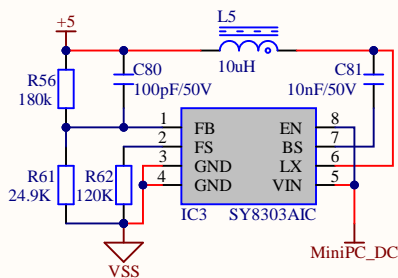 L5
+5
10uH
R56
180k
C80
100pF/50V
C81
10nF/50V
1 FB EN 8
2 FS BS 7
3 GND LX 6
4 GND VIN 5
R61
24.9K
R62
120K
IC3 SY8303AIC
MiniPC_DC
VSS